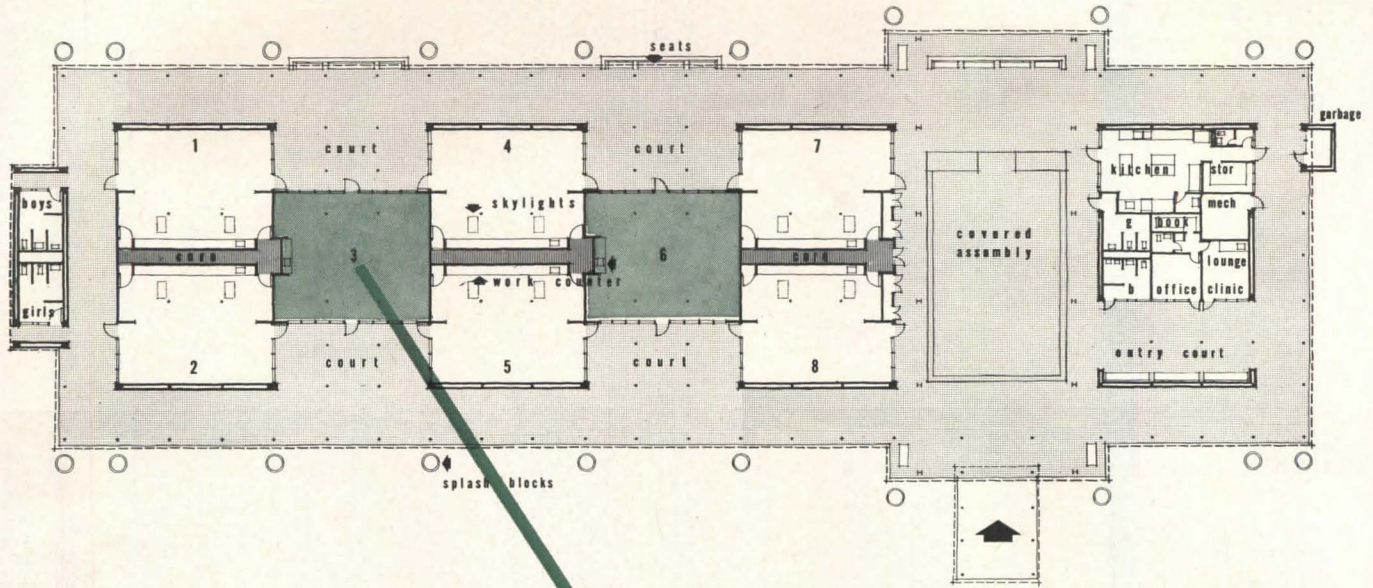 seats
garbage
1
4
7
court
court
kitchen
stor
boys
skylights
mech
g
book
core
3
6
core
covered
assembly
work counter
lounge
b
office
clinic
girls
court
court
entry court
2
5
8
splash blocks